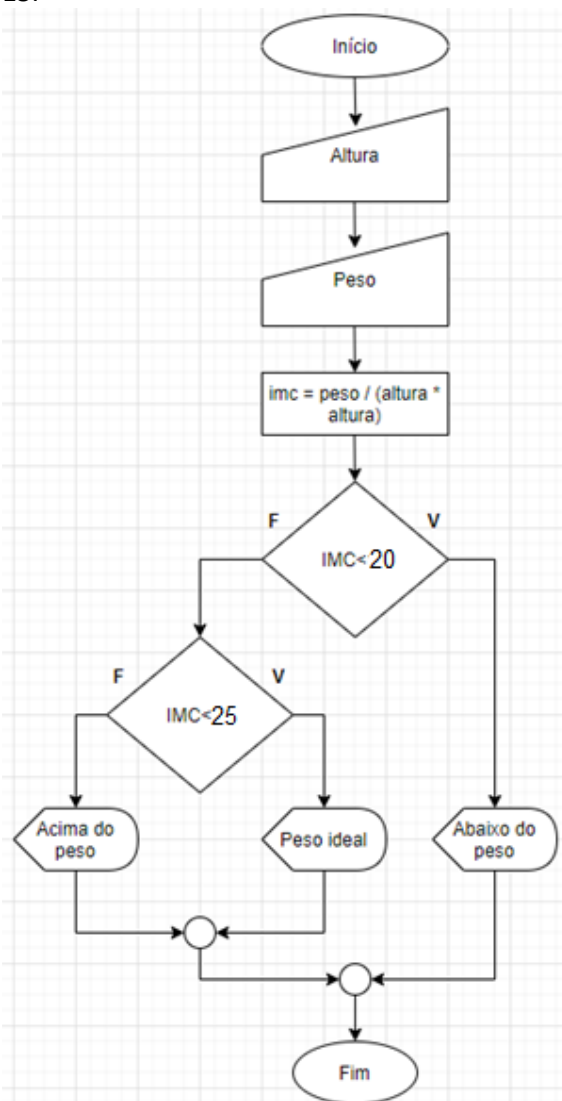 Início
Altura
Peso
imc = peso / (altura *
altura)
F
V
IMC<20
F
V
IMC<25
Acima do
peso
Peso ideal
Abaixo do
peso
Fim